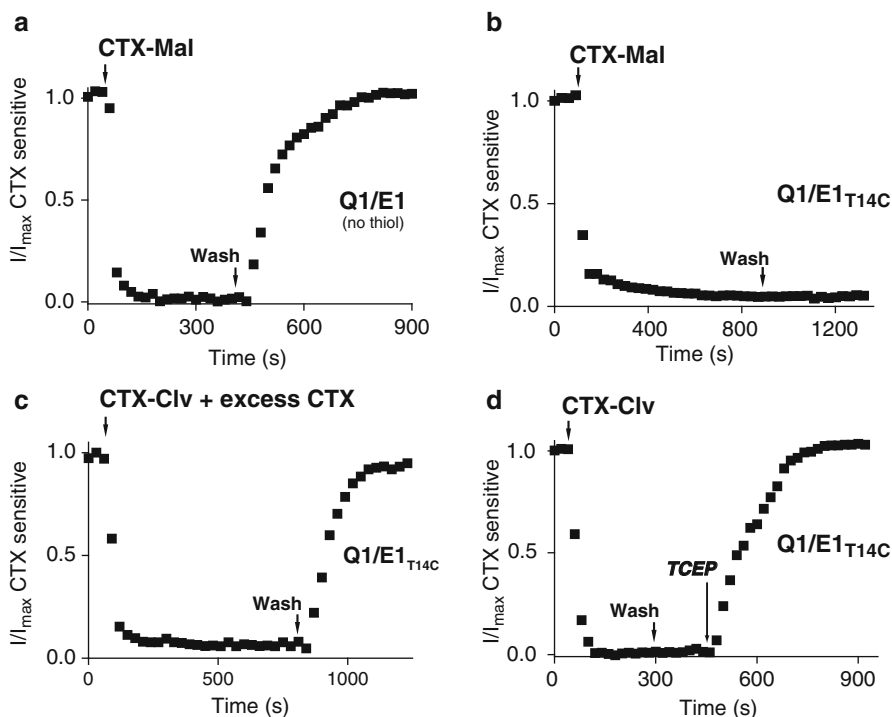 a
CTX-Mal
I/Imax CTX sensitive
1.0
0.5
0.0
Q1/E1
(no thiol)
Wash
0 300 600 900
Time (s)
b
CTX-Mal
I/Imax CTX sensitive
1.0
0.5
0.0
Q1/E1T14C
Wash
0 400 800 1200
Time (s)
c
CTX-Clv + excess CTX
I/Imax CTX sensitive
1.0
0.5
0.0
Q1/E1T14C
Wash
0 500 1000
Time (s)
d
CTX-Clv
I/Imax CTX sensitive
1.0
0.5
0.0
Q1/E1T14C
TCEP
Wash
0 300 600 900
Time (s)